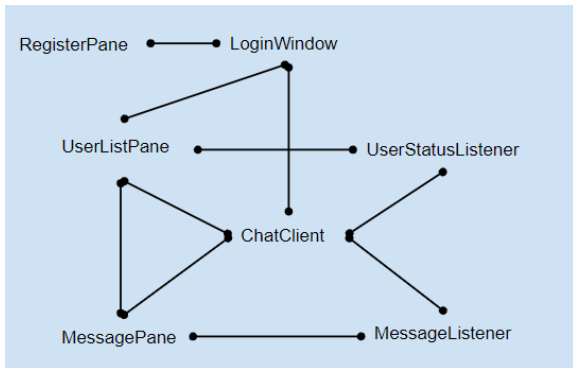 RegisterPane
LoginWindow
UserListPane
UserStatusListener
ChatClient
MessagePane
MessageListener